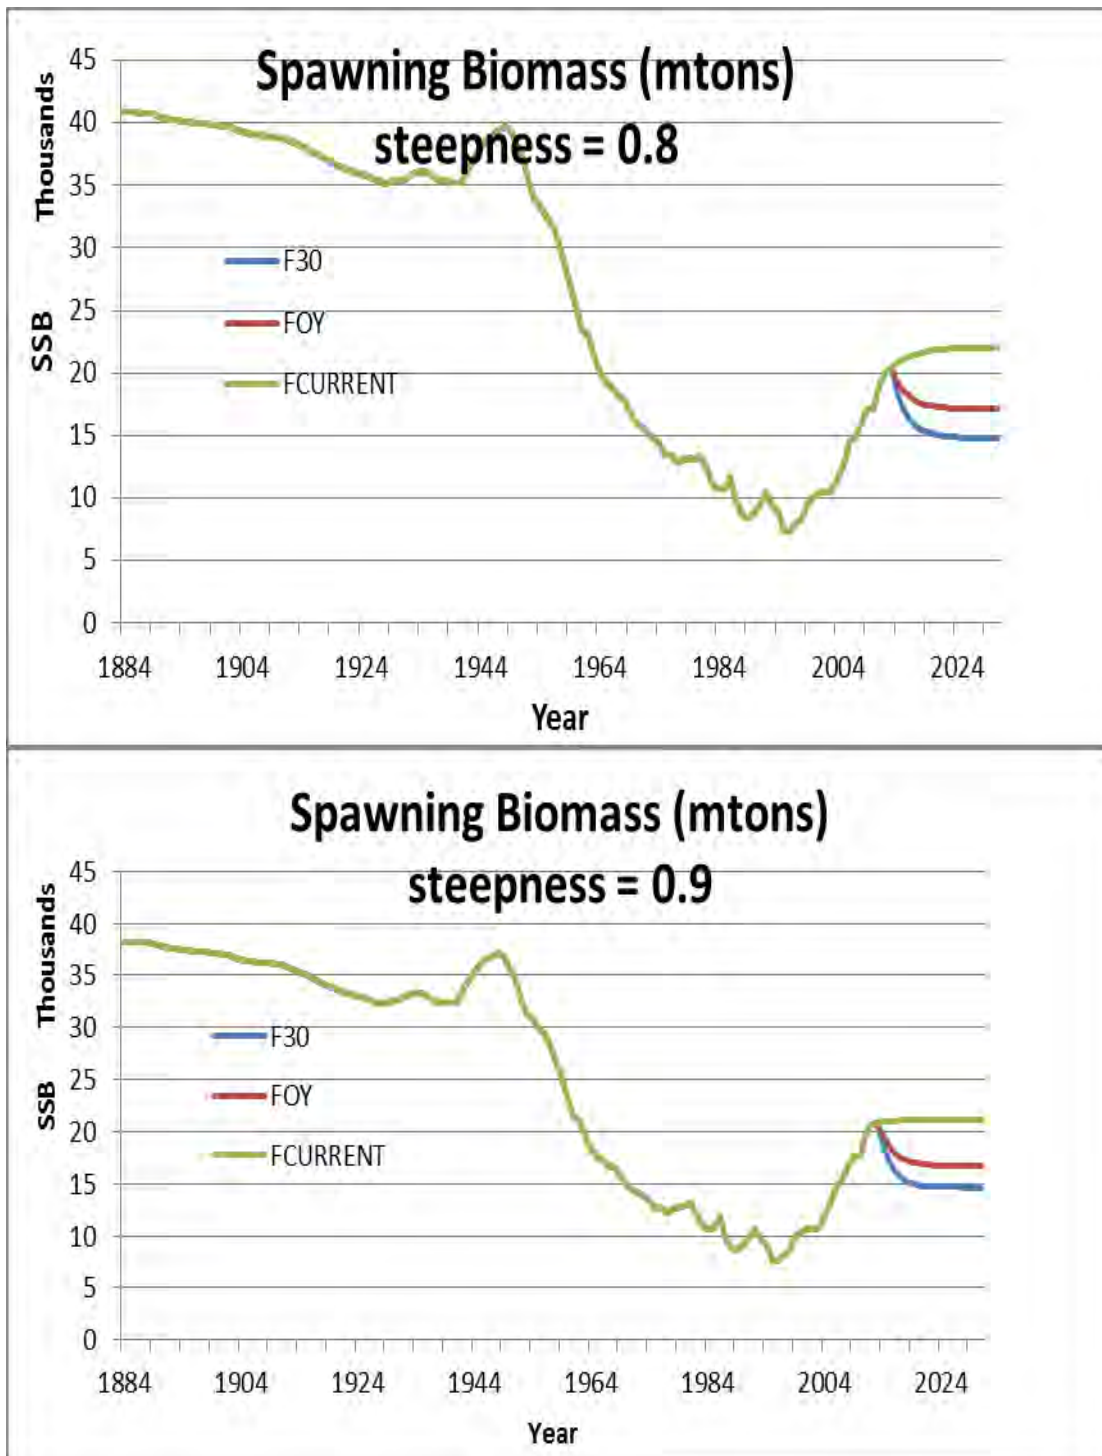 Spawning Biomass (mtons)
steepness = 0.8
Thousands
SSB
45
40
35
30
25
20
15
10
5
0
F30
FOY
FCURRENT
1884 1904 1924 1944 1964 1984 2004 2024
Year
Spawning Biomass (mtons)
steepness = 0.9
Thousands
SSB
45
40
35
30
25
20
15
10
5
0
F30
FOY
FCURRENT
1884 1904 1924 1944 1964 1984 2004 2024
Year